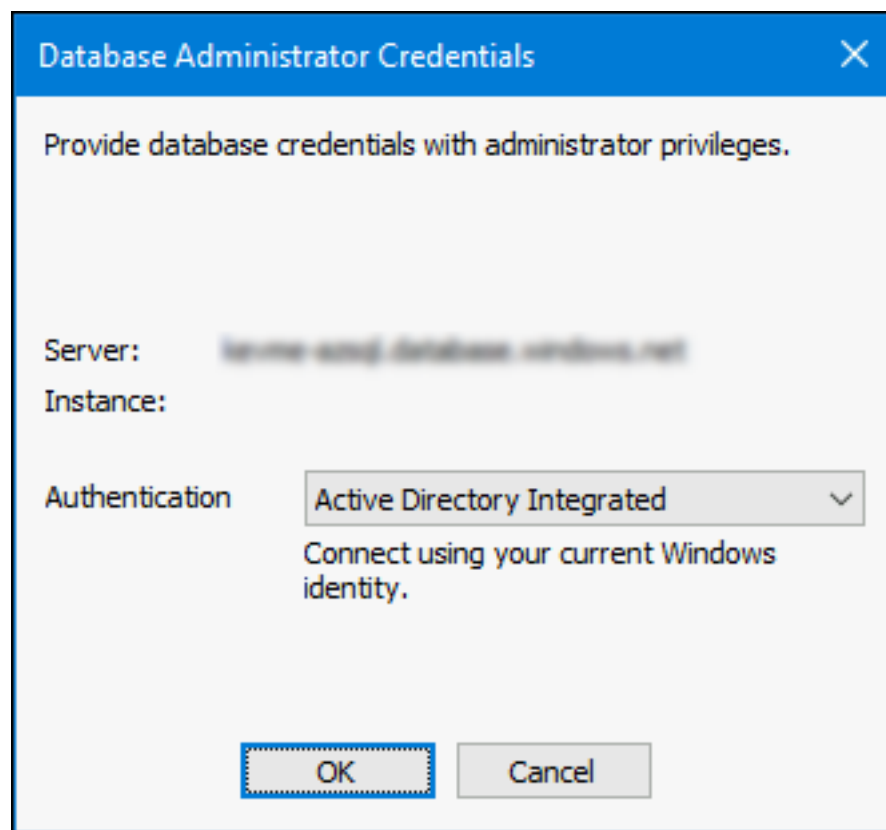 Database Administrator Credentials
Provide database credentials with administrator privileges.
Server:
Instance:
Authentication Active Directory Integrated
Connect using your current Windows
identity.
OK Cancel